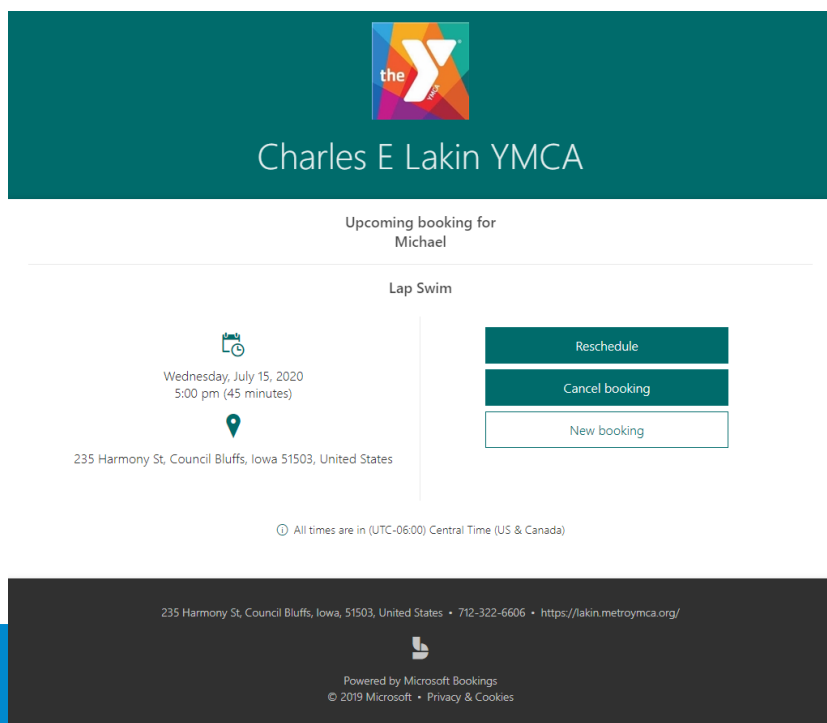 the
YMCA
Charles E Lakin YMCA
Upcoming booking for
Michael
Lap Swim
Wednesday, July 15, 2020
5:00 pm (45 minutes)
235 Harmony St, Council Bluffs, Iowa 51503, United States
Reschedule
Cancel booking
New booking
All times are in (UTC-06:00) Central Time (US & Canada)
235 Harmony St, Council Bluffs, Iowa, 51503, United States • 712-322-6606 • https://lakin.metroymca.org/
Powered by Microsoft Bookings
© 2019 Microsoft • Privacy & Cookies